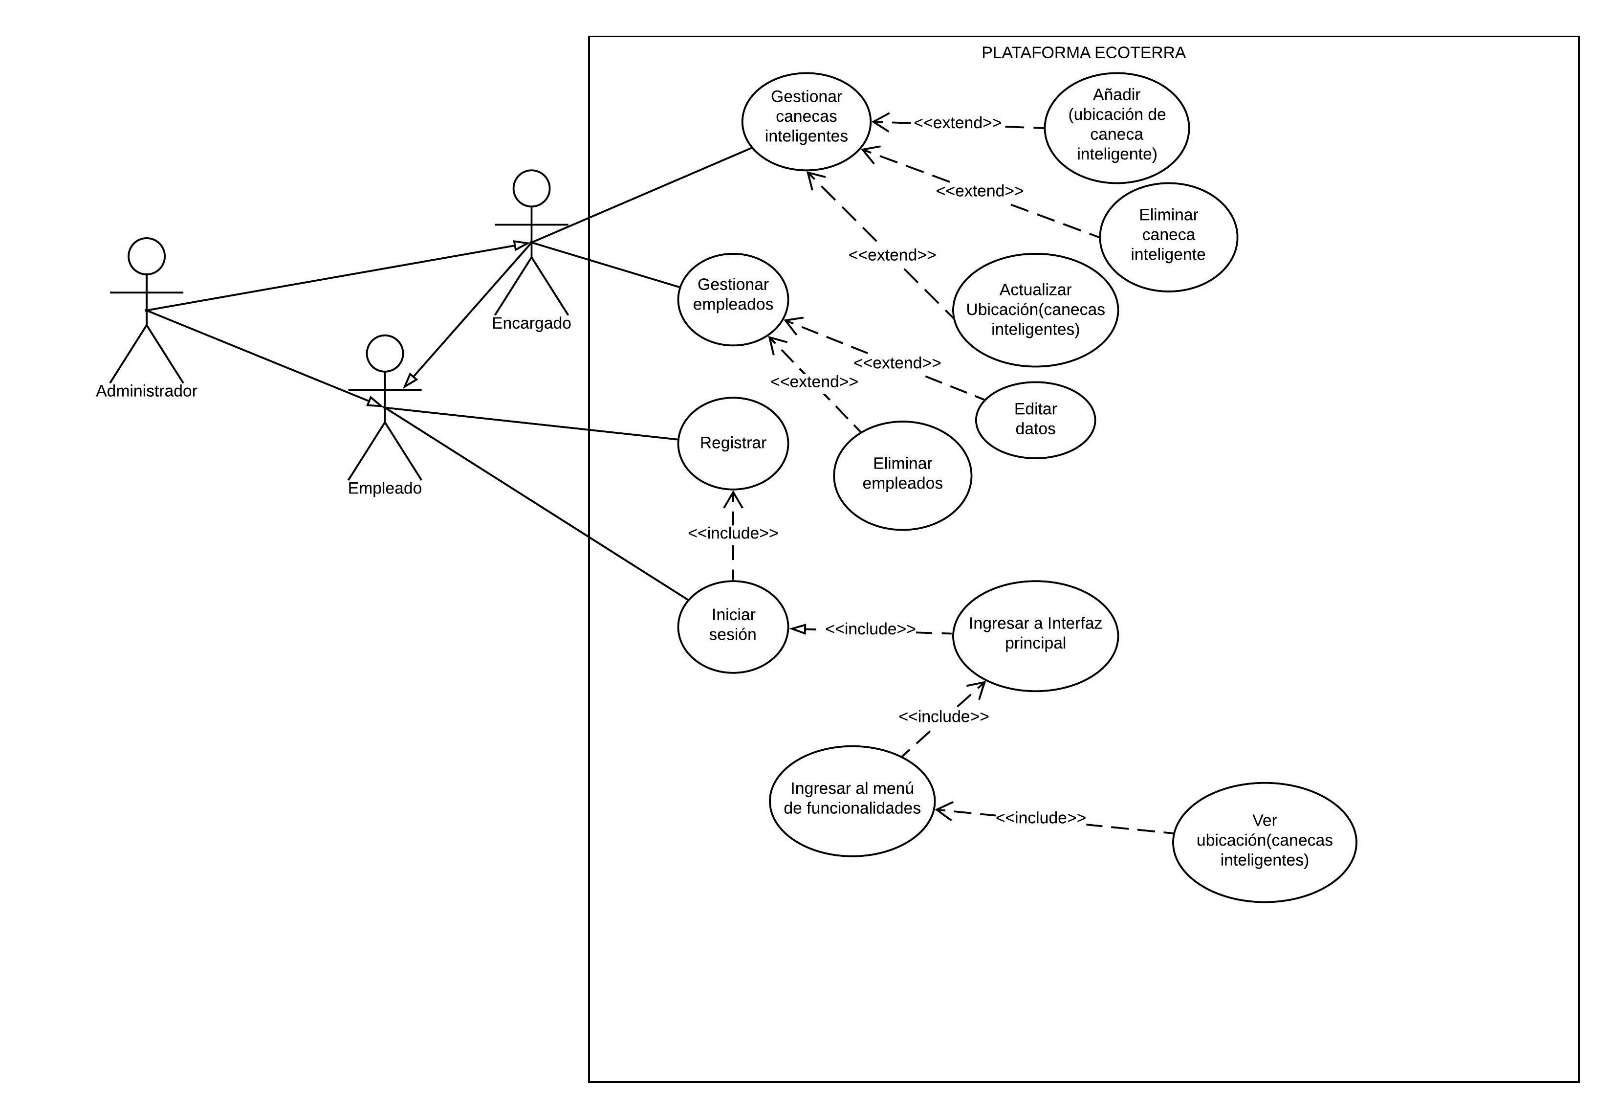 PLATAFORMA ECOTERRA
Gestionar
canecas
inteligentes
<<extend>>
Añadir
(ubicación de
caneca
inteligente)
<<extend>>
Eliminar
caneca
inteligente
<<extend>>
Actualizar
Ubicación(canecas
inteligentes)
Encargado
Administrador
Empleado
Gestionar
empleados
<<extend>>
<<extend>>
Editar
datos
Eliminar
empleados
Registrar
<<include>>
Iniciar
sesión
<<include>>
Ingresar a Interfaz
principal
<<include>>
Ingresar al menú
de funcionalidades
<<include>>
Ver
ubicación(canecas
inteligentes)